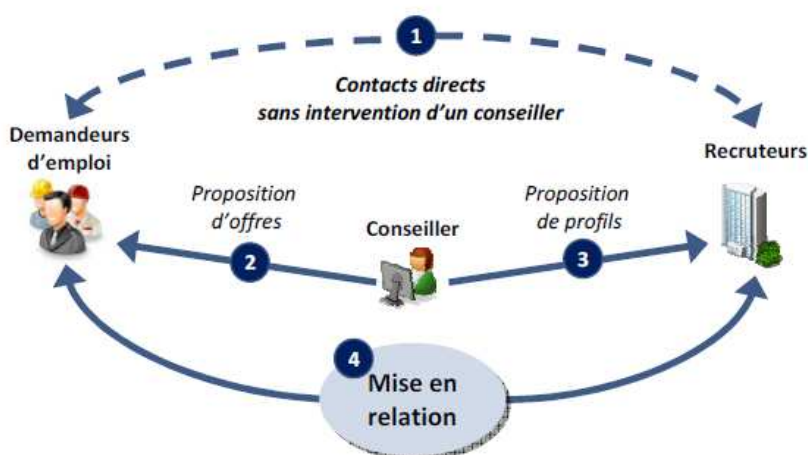 1
Contacts directs
sans intervention d'un conseiller
Demandeurs
d'emploi
Recruteurs
Proposition
d'offres
Conseiller
Proposition
de profils
2
3
4
Mise en
relation